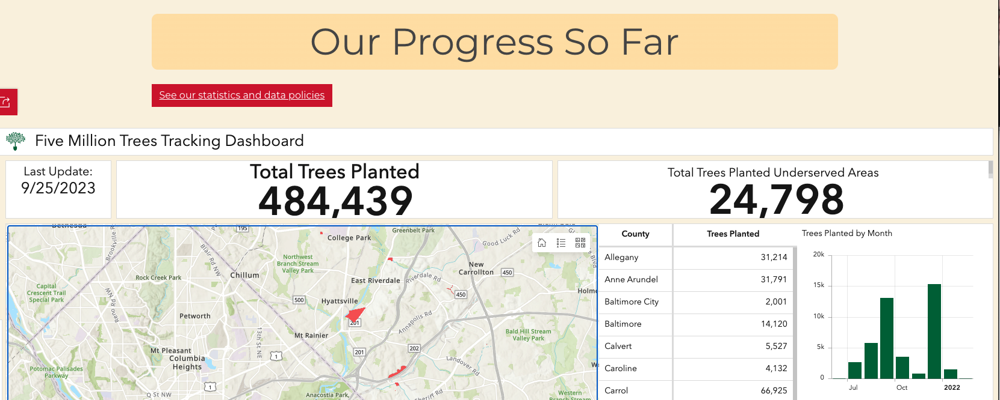 Our Progress So Far
See our statistics and data policies
Five Million Trees Tracking Dashboard
Last Update:
9/25/2023
Total Trees Planted
484,439
Total Trees Planted Underserved Areas
24,798
Bethesda
195
College Park
Greenbelt Park
Good Luck Rd
Brookville Rd
Blair Rd NW
Northwest
Branch Stream
Valley Park
New
Carrollton
450
Chillum
Rock Creek Park
East Riverdale
Riverdale Rd
Capital
Crescent Trail
Special Park
Reno Rd NW
500
Hyattsville
450
Petworth
201
Annapolis Rd
13th St NE
Mt Rainier
Bald Hill Stream
Valley Park
Mt Pleasant
Columbia
Heights
1
201
202
Landover Rd
Potomac Palisades
Parkway
1
Q St NW
Anacostia Park,
Sheriff Rd
Western
Branch Stream
County
Trees Planted
Allegany
31,214
Anne Arundel
31,791
Baltimore City
2,001
Baltimore
14,120
Calvert
5,527
Caroline
4,132
Carrol
66,925
Trees Planted by Month
20k
15k
10k
5k
0
Jul
Oct
2022